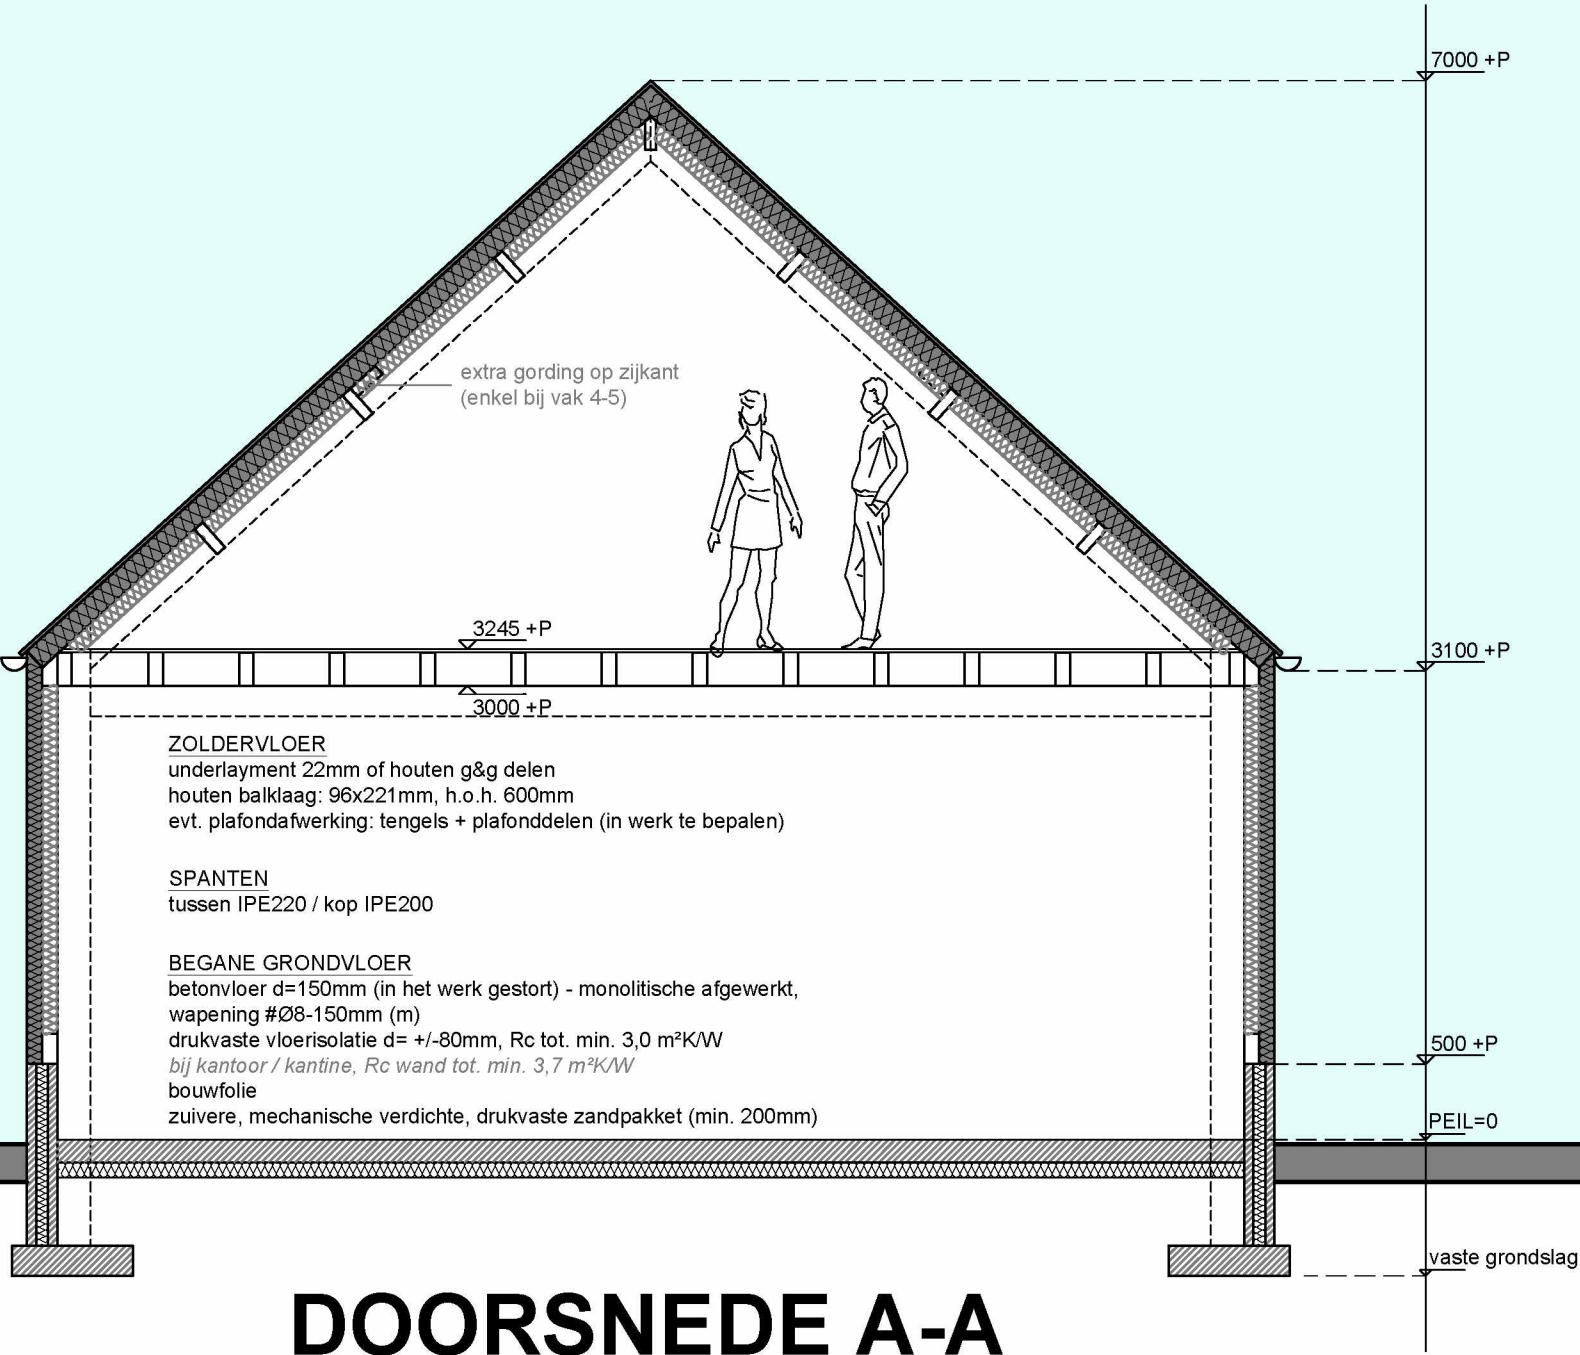 7000 +P
extra gording op zijkant
(enkel bij vak 4-5)
3245 +P
3100 +P
3000 +P
ZOLDERVLOER
underlayment 22mm of houten g&g delen
houten balklaag: 96x221mm, h.o.h. 600mm
evt. plafondafwerking: tengels + plafonddelen (in werk te bepalen)
SPANTEN
tussen IPE220 / kop IPE200
BEGANE GRONDVLOER
betonvloer d=150mm (in het werk gestort) - monolitische afgewerkt,
wapening #Ø8-150mm (m)
drukvaste vloerisolatie d= +/-80mm, Rc tot. min. 3,0 m²K/W
bij kantoor / kantine, Rc wand tot. min. 3,7 m²K/W
bouwfolie
zuivere, mechanische verdichte, drukvaste zandpakket (min. 200mm)
500 +P
PEIL=0
vaste grondslag
DOORSNEDE A-A